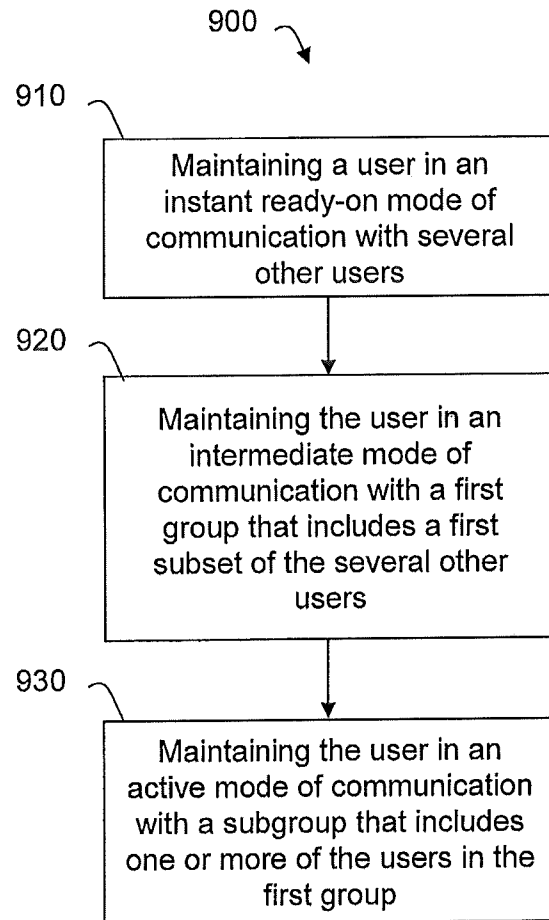 900
910
Maintaining a user in an
instant ready-on mode of
communication with several
other users
920
Maintaining the user in an
intermediate mode of
communication with a first
group that includes a first
subset of the several other
users
930
Maintaining the user in an
active mode of communication
with a subgroup that includes
one or more of the users in the
first group